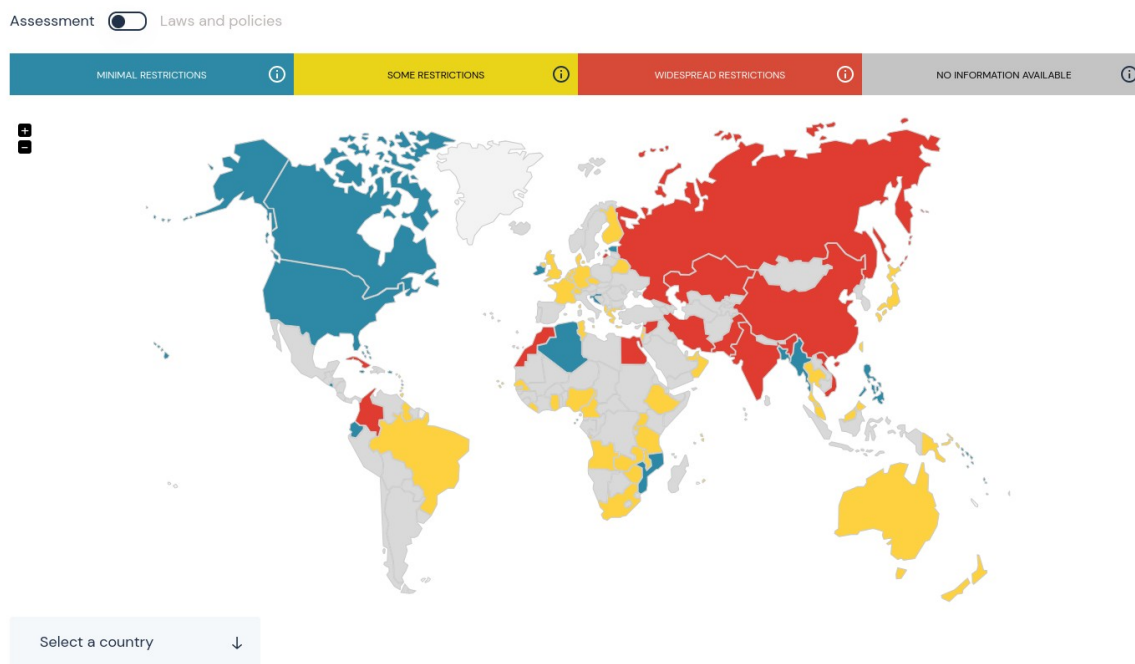 Assessment Laws and policies
MINIMAL RESTRICTIONS
SOME RESTRICTIONS
WIDESPREAD RESTRICTIONS
NO INFORMATION AVAILABLE
+
−
Select a country